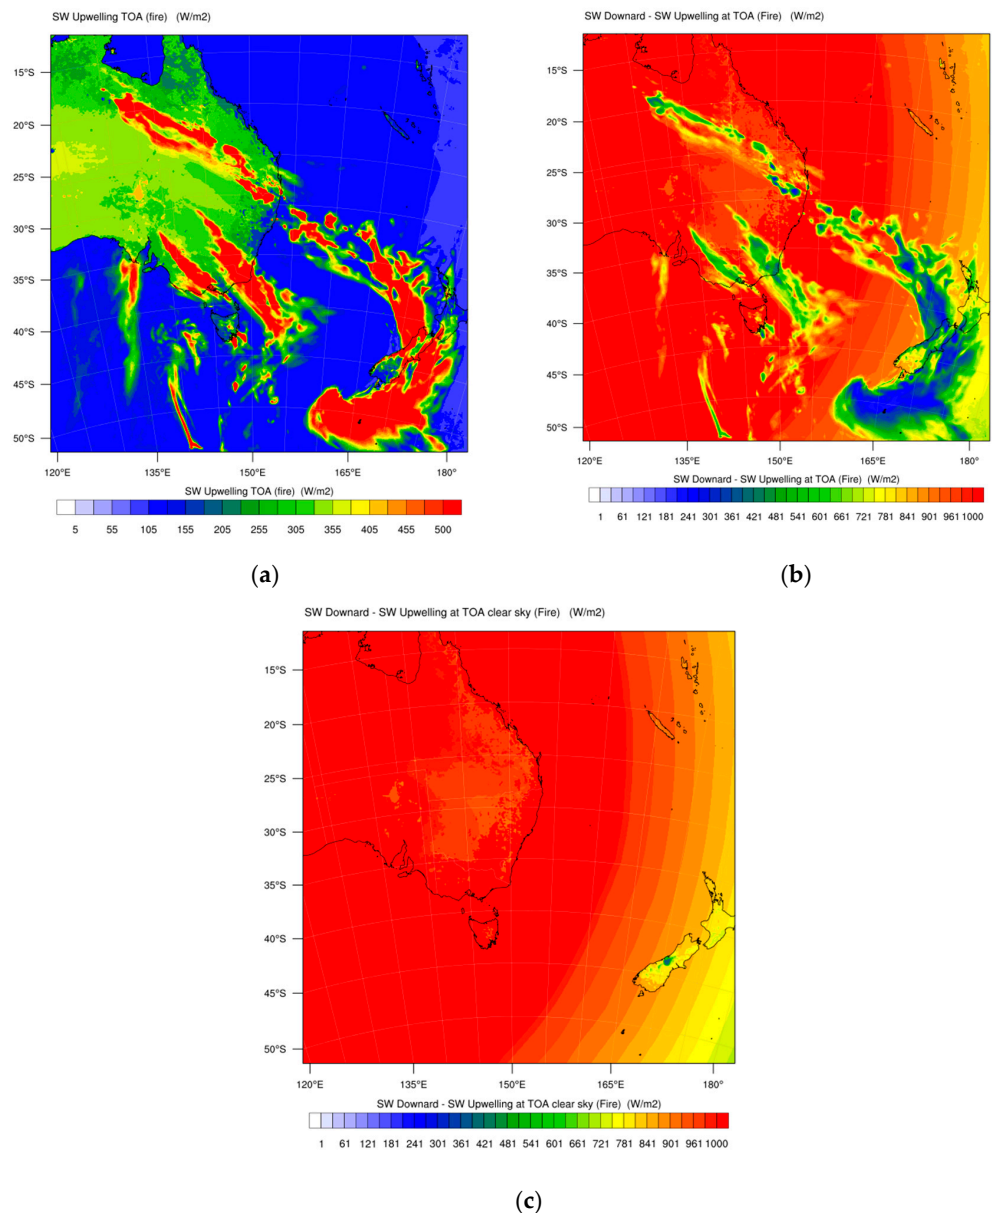 SW Upwelling TOA (fire) (W/m2)
15°S
20°S
25°S
30°S
35°S
40°S
45°S
50°S
120°E 135°E 150°E 165°E 180°
SW Upwelling TOA (fire) (W/m2)
5 55 105 155 205 255 305 355 405 455 500
(a)
SW Downard - SW Upwelling at TOA (Fire) (W/m2)
15°S
20°S
25°S
30°S
35°S
40°S
45°S
50°S
120°E 135°E 150°E 165°E 180°
SW Downard - SW Upwelling at TOA (Fire) (W/m2)
1 61 121 181 241 301 361 421 481 541 601 661 721 781 841 901 961 1000
(b)
SW Downard - SW Upwelling at TOA clear sky (Fire) (W/m2)
15°S
20°S
25°S
30°S
35°S
40°S
45°S
50°S
120°E 135°E 150°E 165°E 180°
SW Downard - SW Upwelling at TOA clear sky (Fire) (W/m2)
1 61 121 181 241 301 361 421 481 541 601 661 721 781 841 901 961 1000
(c)